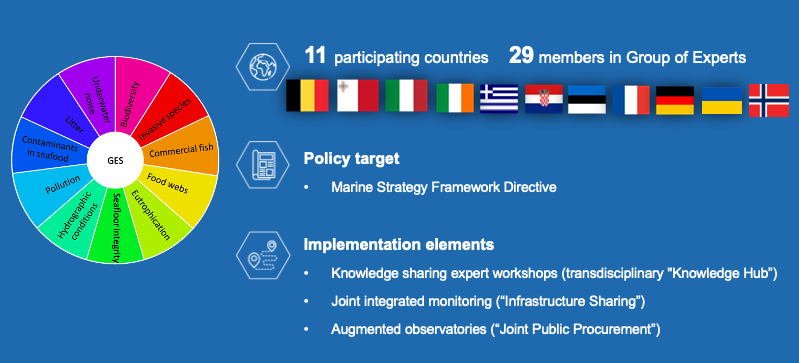 11 participating countries 29 members in Group of Experts
Underwater noise
Biodiversity
Invasive species
Commercial fish
Food webs
Eutrophication
Seafloor integrity
Hydrographic conditions
Pollution
Contaminants
in seafood
Litter
GES
Policy target
• Marine Strategy Framework Directive
Implementation elements
• Knowledge sharing expert workshops (transdisciplinary "Knowledge Hub”)
• Joint integrated monitoring (“Infrastructure Sharing”)
• Augmented observatories (“Joint Public Procurement”)